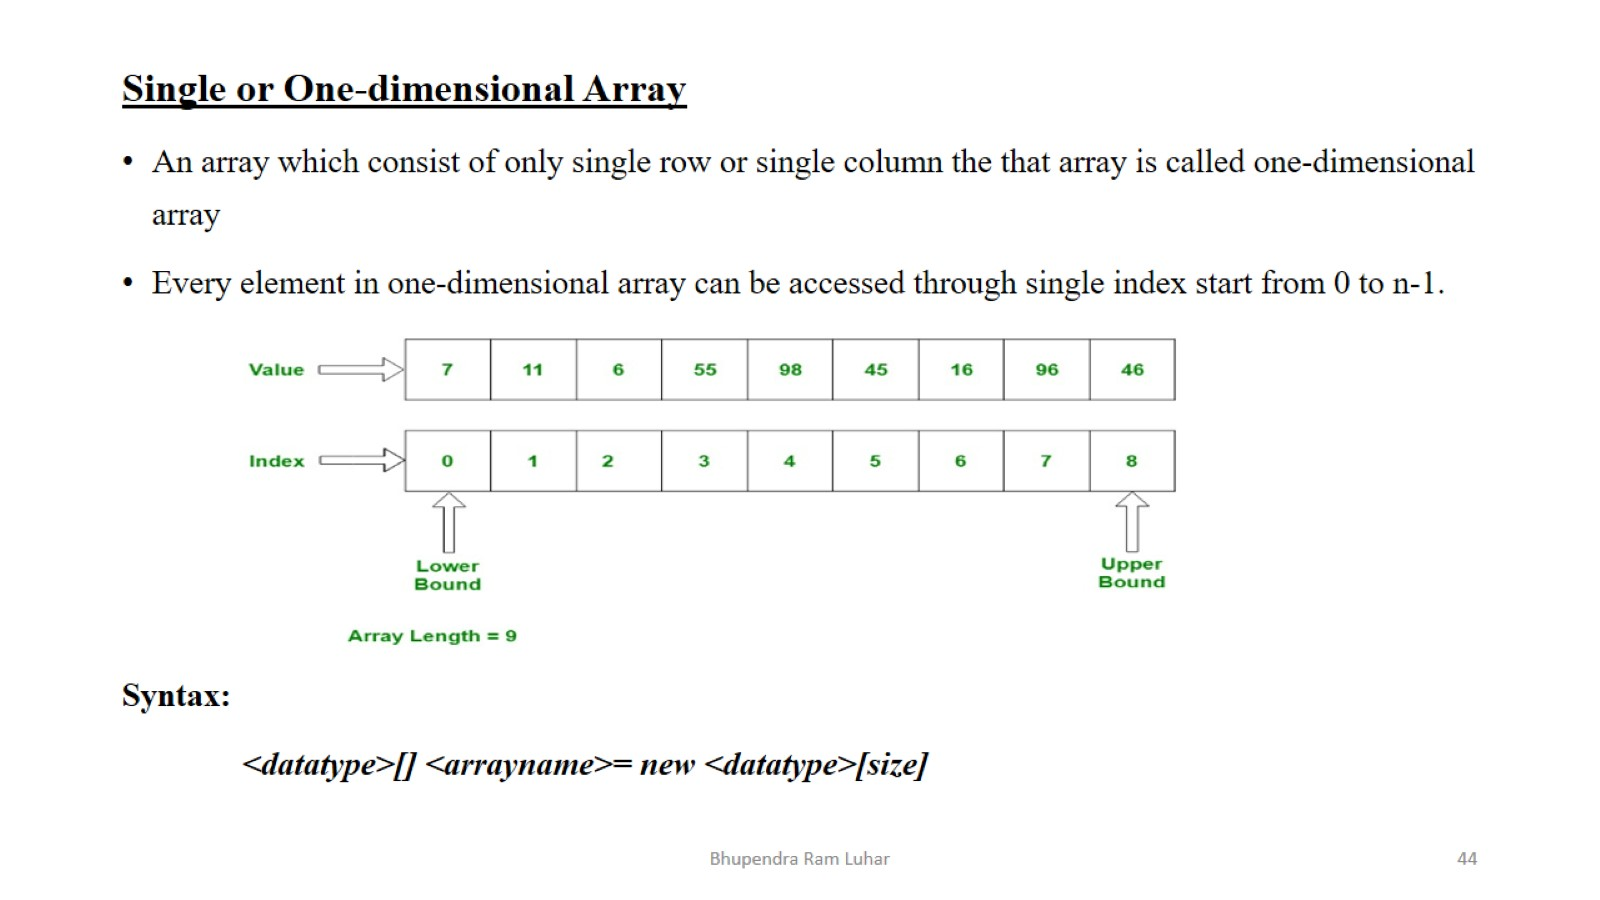 Single or One-dimensional Array
• An array which consist of only single row or single column the that array is called one-dimensional
array
• Every element in one-dimensional array can be accessed through single index start from 0 to n-1.
Value 7 11 6 55 98 45 16 96 46
Index 0 1 2 3 4 5 6 7 8
Lower
Bound
Upper
Bound
Array Length = 9
Syntax:
<datatype>[] <arrayname>= new <datatype>[size]
Bhupendra Ram Luhar
44